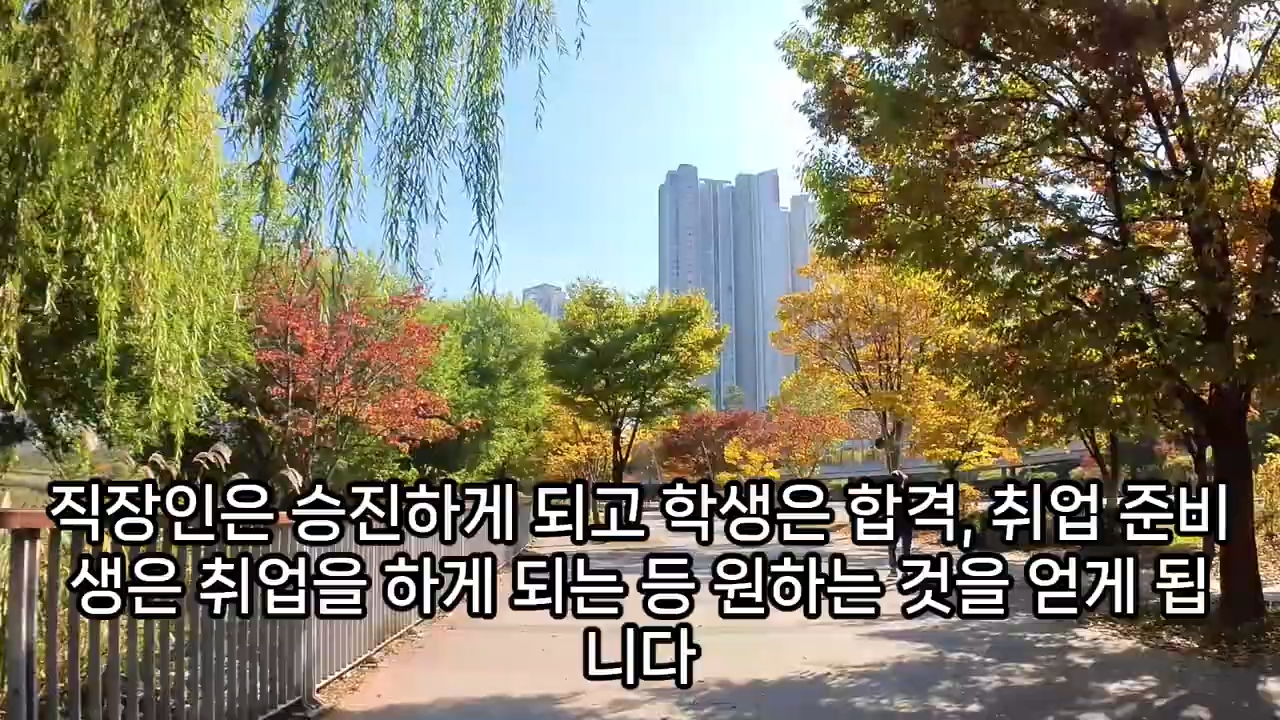 직장인은 승진하게 되고 학생은 합격, 취업 준비
생은 취업을 하게 되는 등 원하는 것을 얻게 됩
니다